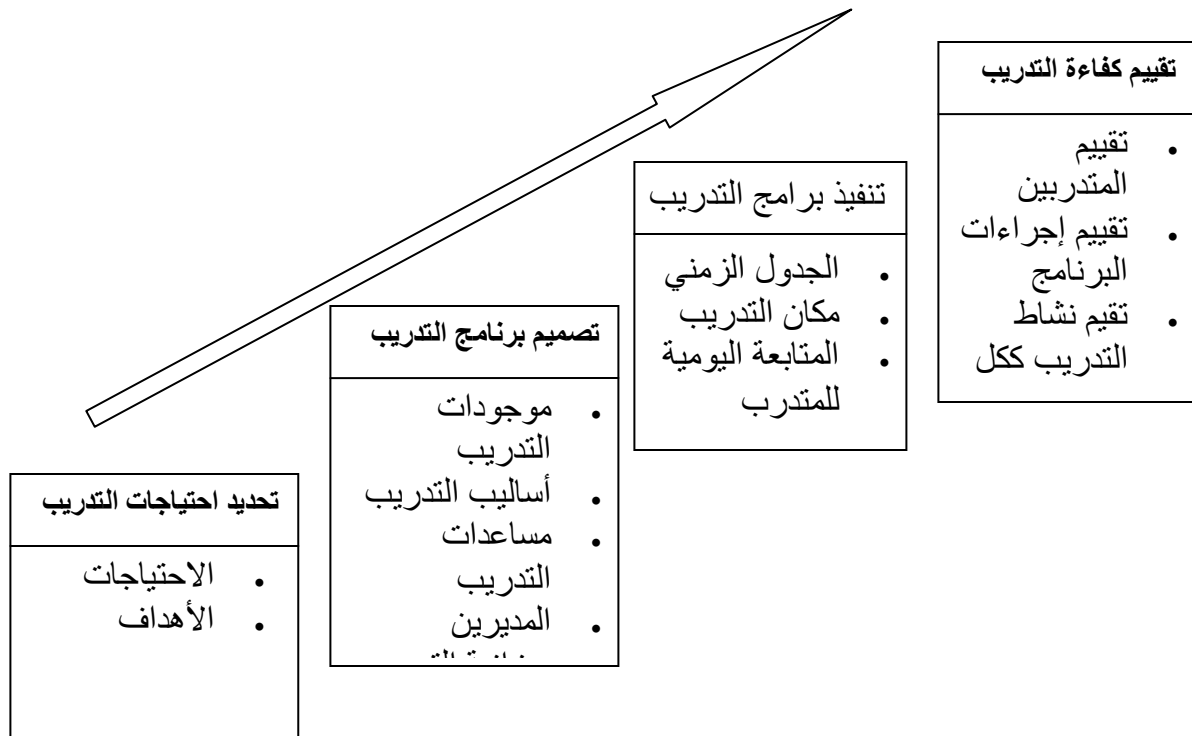 تقييم كفاءة التدريب
• تقييم
المتدربين
• تقييم إجراءات
البرنامج
• تقيم نشاط
التدريب ككل
تنفيذ برامج التدريب
• الجدول الزمني
• مكان التدريب
• المتابعة اليومية
للمتدرب
تصميم برنامج التدريب
• موجودات
التدريب
• أساليب التدريب
• مساعدات
التدريب
• المديرين
تحديد احتياجات التدريب
• الاحتياجات
• الأهداف